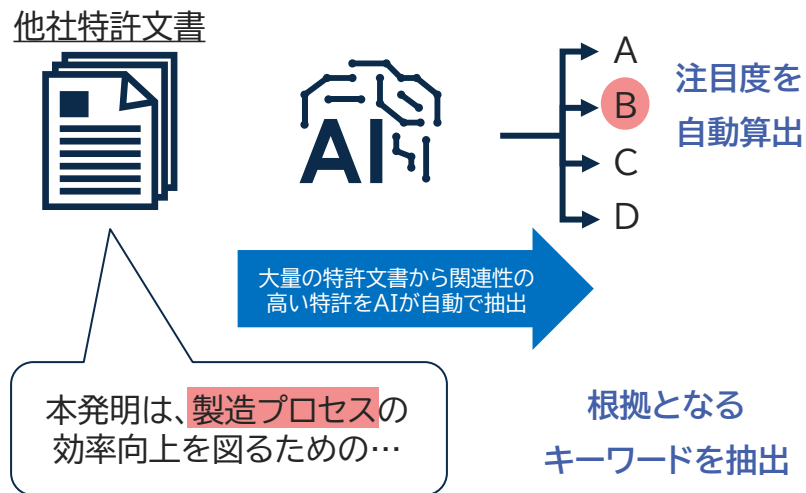 他社特許文書
AI
A
B
C
D
注目度を
自動算出
大量の特許文書から関連性の
高い特許をAIが自動で抽出
本発明は、製造プロセスの
効率向上を図るための…
根拠となる
キーワードを抽出